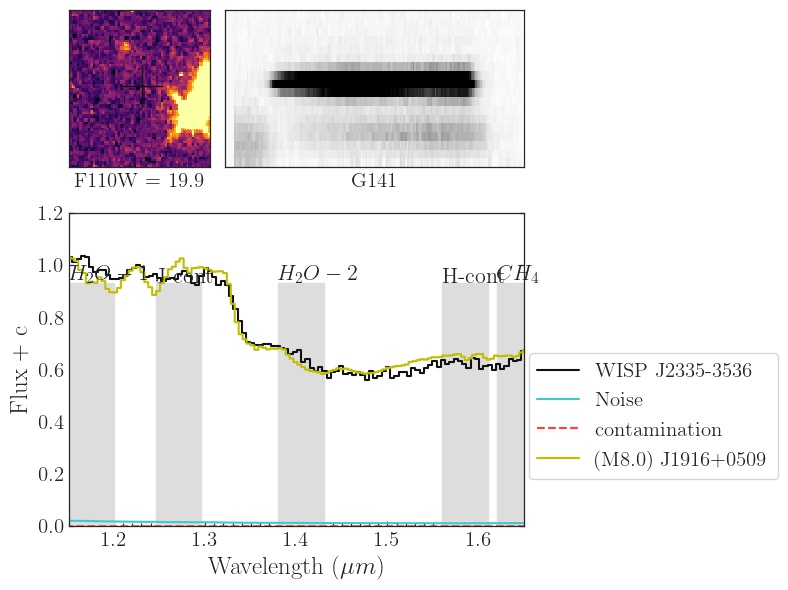 F110W = 19.9
G141
Flux + c
1.2
1.0
0.8
0.6
0.4
0.2
0.0
H₂O − 1
J-cont
H₂O − 2
H-cont
CH₄
1.2
1.3
1.4
1.5
1.6
Wavelength (μm)
WISP J2335-3536
Noise
contamination
(M8.0) J1916+0509